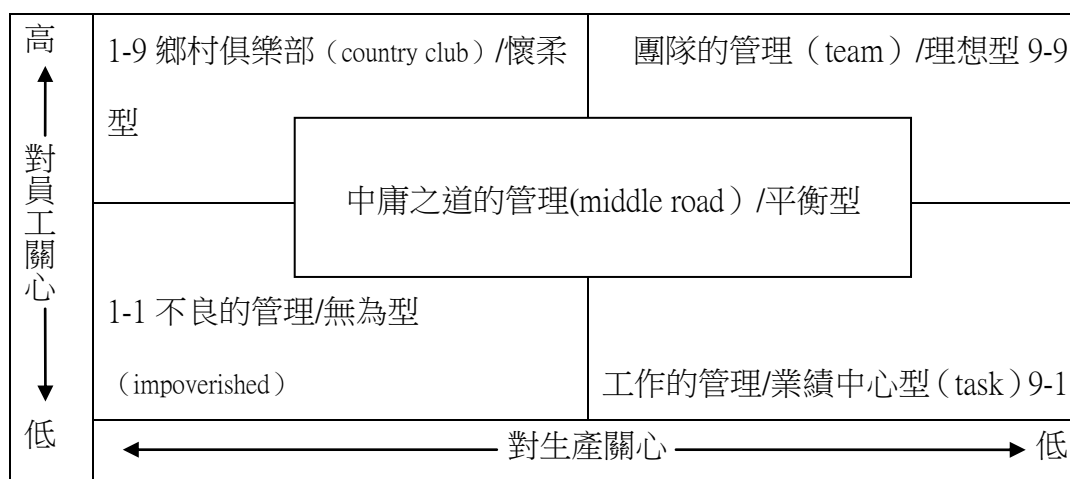 高
1-9 鄉村俱樂部（country club）/懷柔
型
團隊的管理（team）/理想型 9-9
中庸之道的管理(middle road）/平衡型
對員工關心
1-1 不良的管理/無為型
（impoverished）
工作的管理/業績中心型（task）9-1
低
對生產關心
低